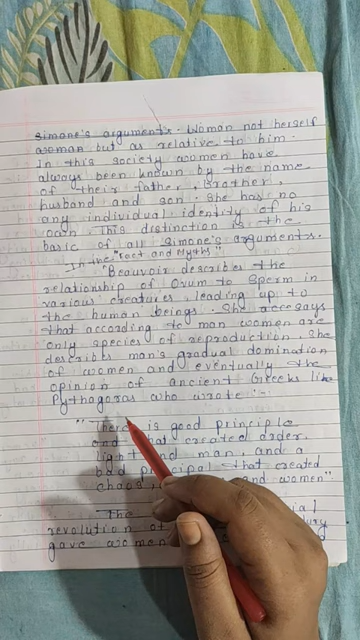 Simone's arguments. Woman not herself
woman but as relative to him.
In this society women have
always been known by the name
of their father, brother,
husband and son. She has no
any individual identity of his
own. This distinction is the
basic of all Simone's arguments.
In the "Fact and Myths"
"Beauvoir describes the
relationship of Ovum to Sperm in
various creatures, leading up to
the human beings. She
that according to man women are
only species of reproduction. She
describes man's gradual domination
of women and eventually the
opinion of ancient Greeks like
Pythagoras who wrote :-
"There is good principle
that created order,
light and man, and a
bad principal that created
chaos, and women"
The
revolution of
gave women